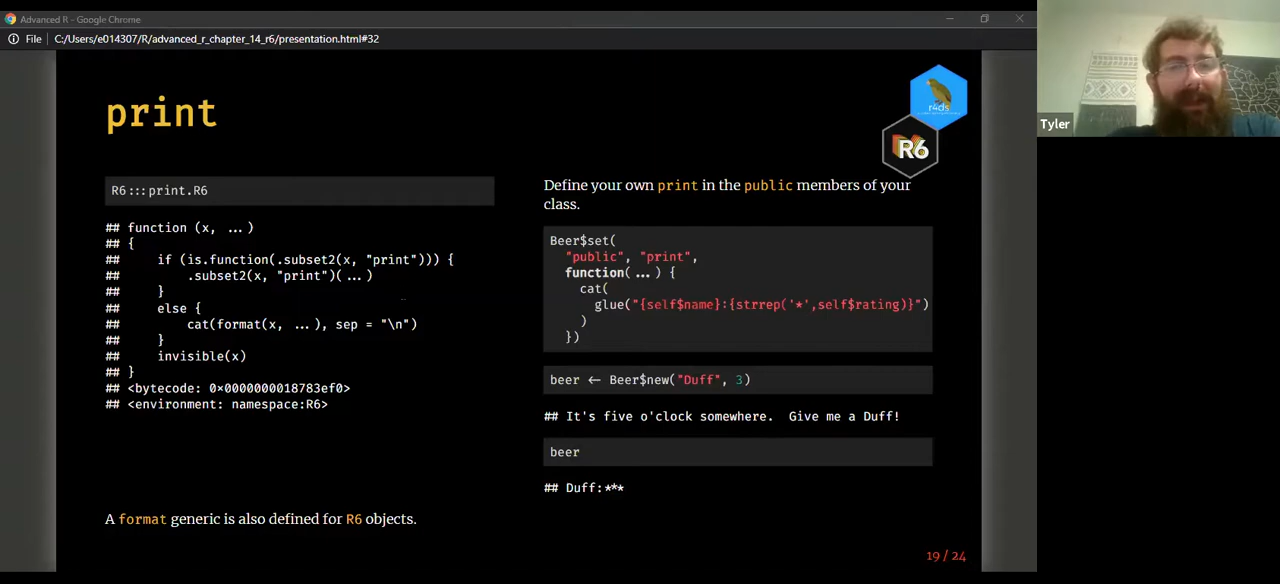 Advanced R - Google Chrome
File C:/Users/e014307/R/advanced_r_chapter_14_r6/presentation.html#32
print
r4ds
R6
Tyler
R6:::print.R6
## function (x, ...)
## {
##     if (is.function(.subset2(x, "print"))) {
##         .subset2(x, "print")(...)
##     }
##     else {
##         cat(format(x, ...), sep = "\n")
##     }
##     invisible(x)
## }
## <bytecode: 0x0000000018783ef0>
## <environment: namespace:R6>
A format generic is also defined for R6 objects.
Define your own print in the public members of your
class.
Beer$set(
  "public", "print",
  function(...) {
    cat(
      glue("{self$name}:{strrep('*',self$rating)}")
    )
  })
beer ← Beer$new("Duff", 3)
## It's five o'clock somewhere.  Give me a Duff!
beer
## Duff:***
19 / 24